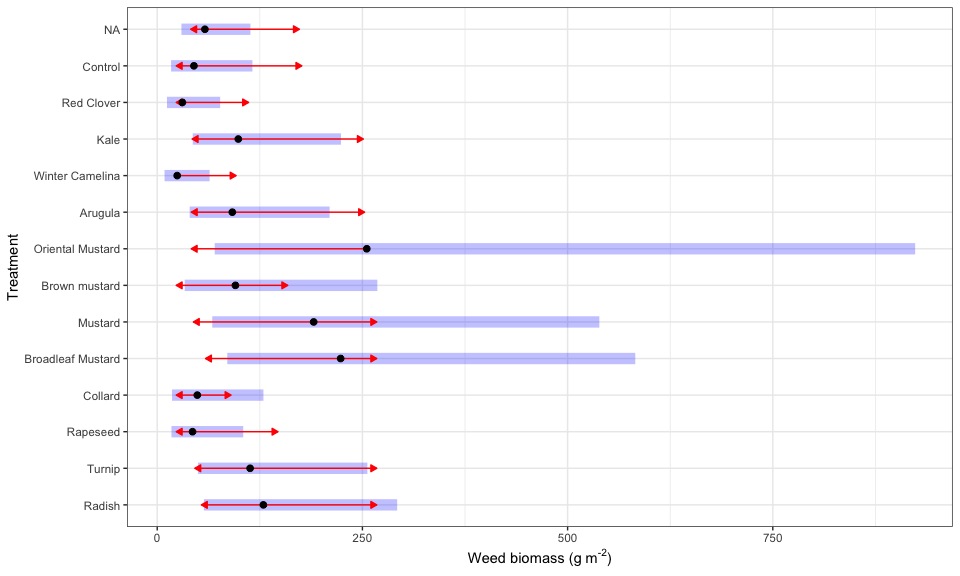 NA
Control
Red Clover
Kale
Winter Camelina
Arugula
Oriental Mustard
Brown mustard
Mustard
Broadleaf Mustard
Collard
Rapeseed
Turnip
Radish
Treatment
0 250 500 750
Weed biomass (g m⁻²)